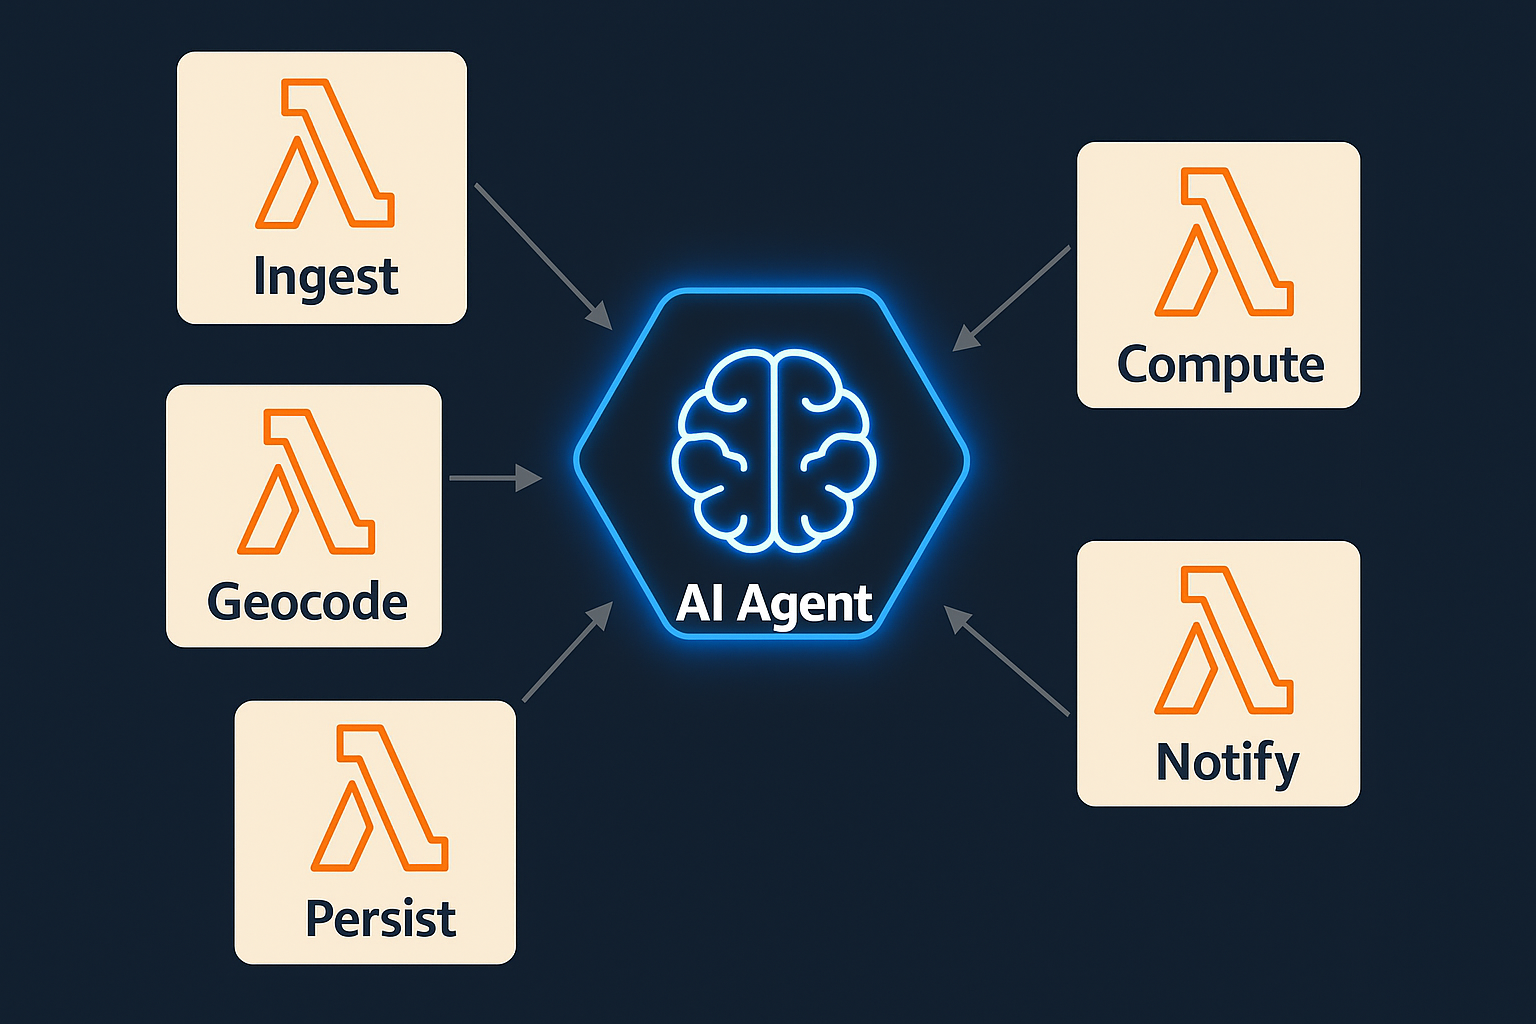 Ingest
Geocode
Persist
AI Agent
Compute
Notify